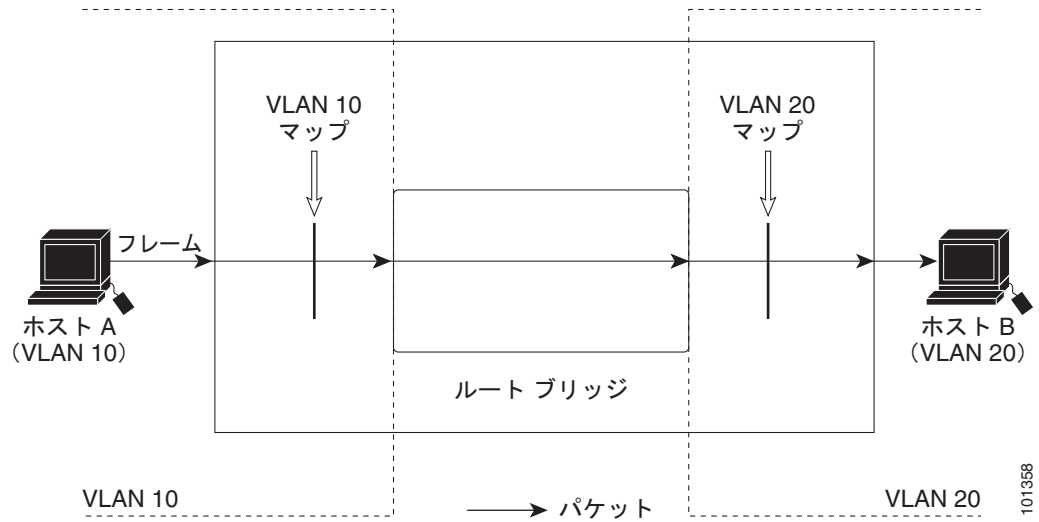 VLAN 10
マップ
VLAN 20
マップ
フレーム
ホスト A
（VLAN 10）
ホスト B
（VLAN 20）
ルート ブリッジ
VLAN 10
パケット
VLAN 20
101358